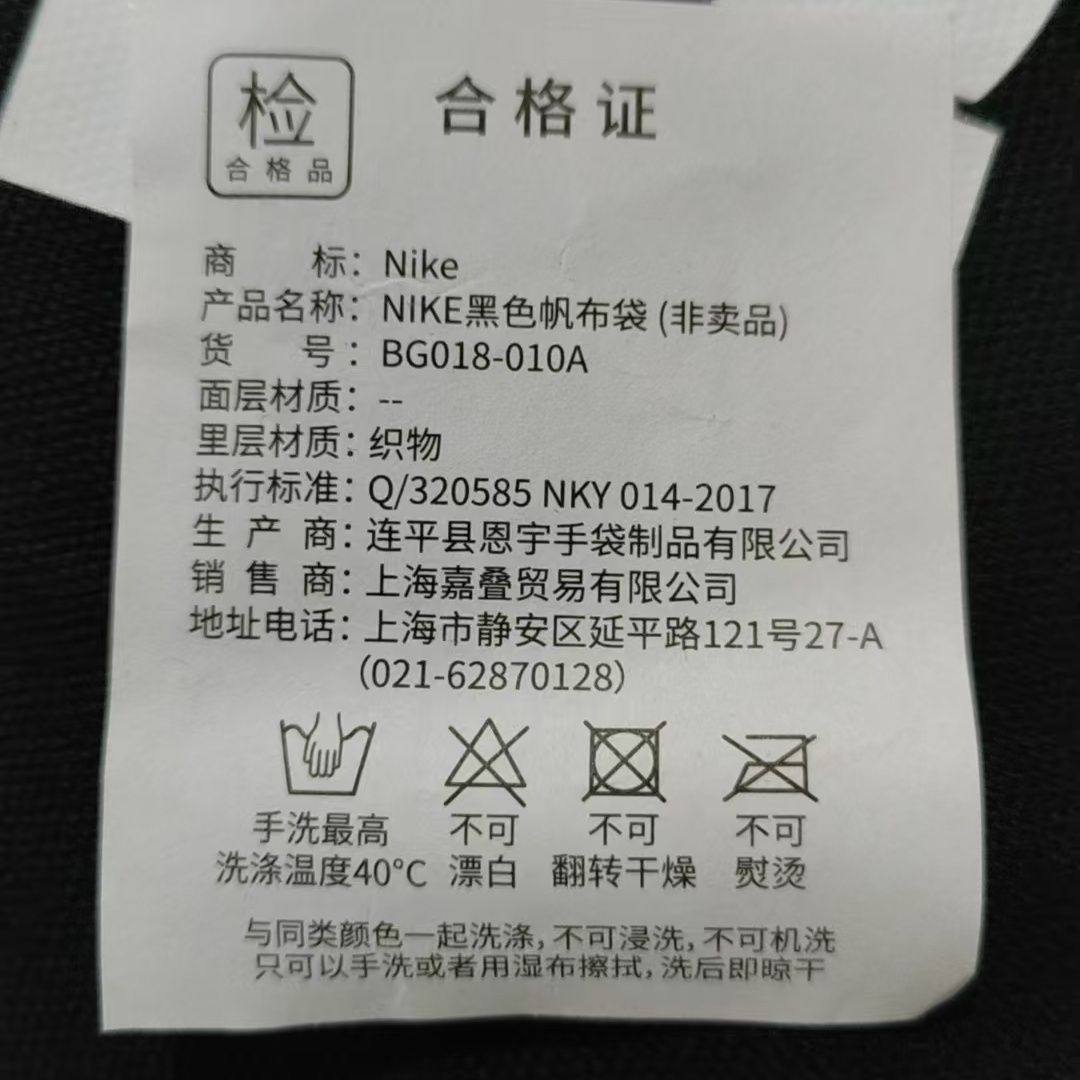 检
合格品
合格证
商 标：Nike
产品名称：NIKE黑色帆布袋 (非卖品)
货 号：BG018-010A
面层材质：--
里层材质：织物
执行标准：Q/320585 NKY 014-2017
生 产 商：连平县恩宇手袋制品有限公司
销 售 商：上海嘉叠贸易有限公司
地址电话：上海市静安区延平路121号27-A
（021-62870128）
手洗最高 不可 不可 不可
洗涤温度40°C 漂白 翻转干燥 熨烫
与同类颜色一起洗涤，不可浸洗，不可机洗
只可以手洗或者用湿布擦拭，洗后即晾干